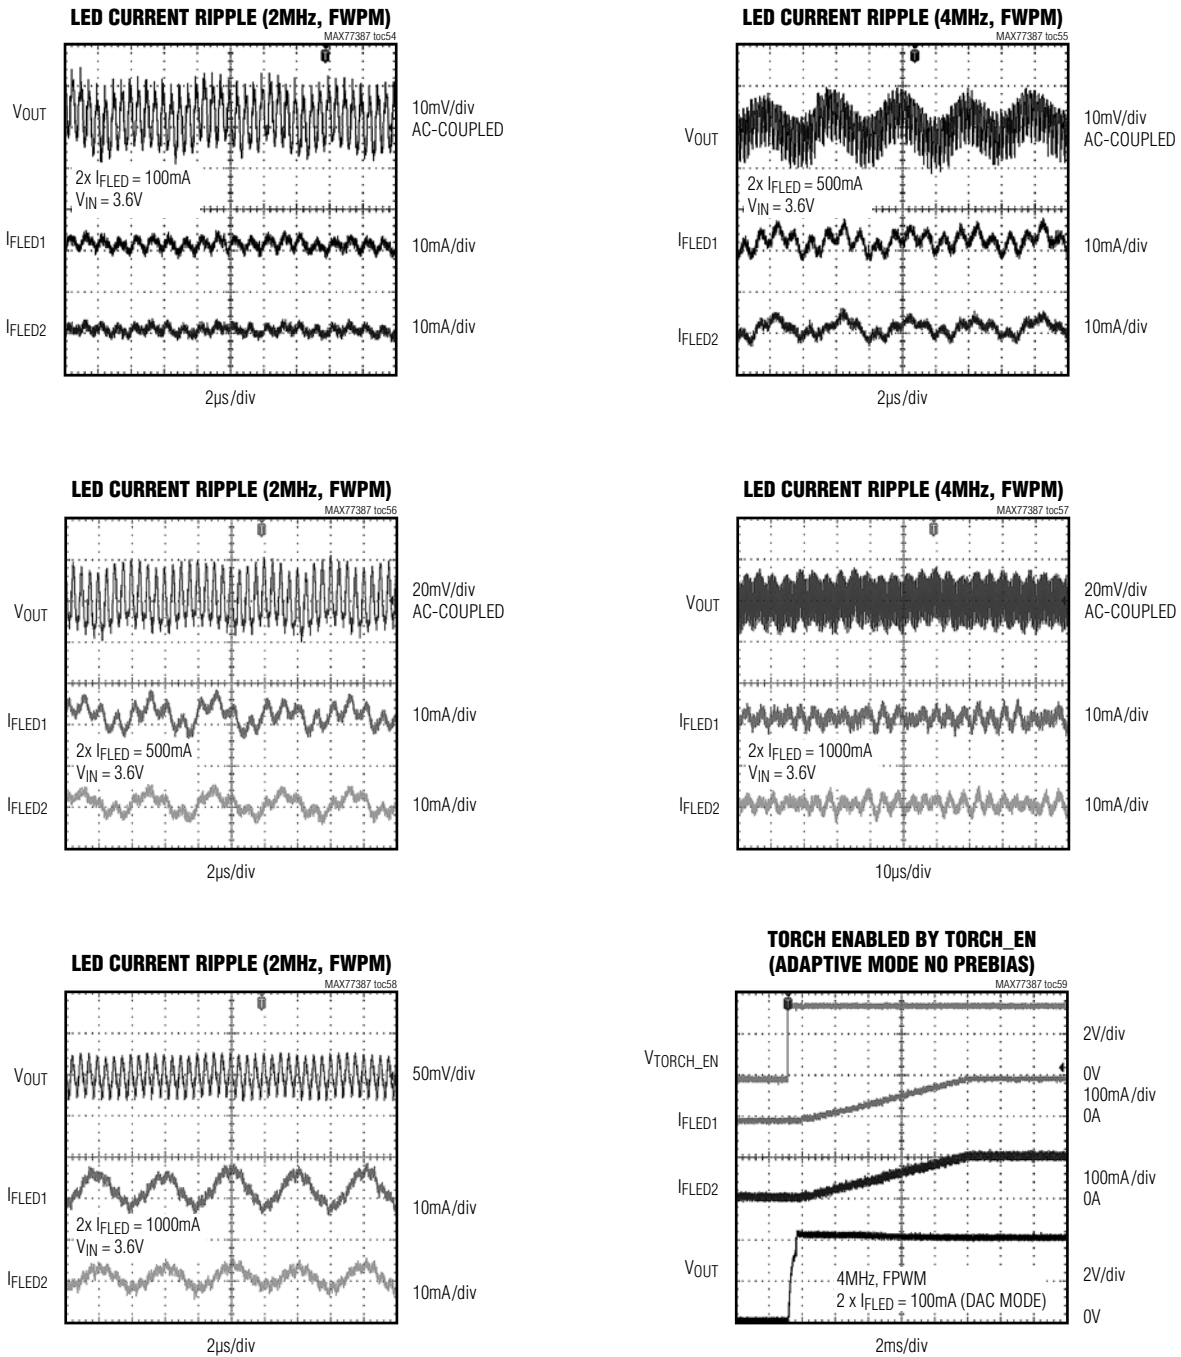 LED CURRENT RIPPLE (2MHz, FWPM)
MAX77387 toc54
VOUT
10mV/div
AC-COUPLED
2x IFLED = 100mA
VIN = 3.6V
IFLED1
10mA/div
IFLED2
10mA/div
2µs/div
LED CURRENT RIPPLE (4MHz, FWPM)
MAX77387 toc55
VOUT
10mV/div
AC-COUPLED
2x IFLED = 500mA
VIN = 3.6V
IFLED1
10mA/div
IFLED2
10mA/div
2µs/div
LED CURRENT RIPPLE (2MHz, FWPM)
MAX77387 toc56
VOUT
20mV/div
AC-COUPLED
IFLED1
10mA/div
2x IFLED = 500mA
VIN = 3.6V
IFLED2
10mA/div
2µs/div
LED CURRENT RIPPLE (4MHz, FWPM)
MAX77387 toc57
VOUT
20mV/div
AC-COUPLED
IFLED1
10mA/div
2x IFLED = 1000mA
VIN = 3.6V
IFLED2
10mA/div
10µs/div
LED CURRENT RIPPLE (2MHz, FWPM)
MAX77387 toc58
VOUT
50mV/div
IFLED1
10mA/div
2x IFLED = 1000mA
VIN = 3.6V
IFLED2
10mA/div
2µs/div
TORCH ENABLED BY TORCH_EN
(ADAPTIVE MODE NO PREBIAS)
MAX77387 toc59
2V/div
VTORCH_EN
0V
100mA/div
IFLED1
0A
100mA/div
IFLED2
0A
VOUT
2V/div
4MHz, FPWM
2 x IFLED = 100mA (DAC MODE)
0V
2ms/div